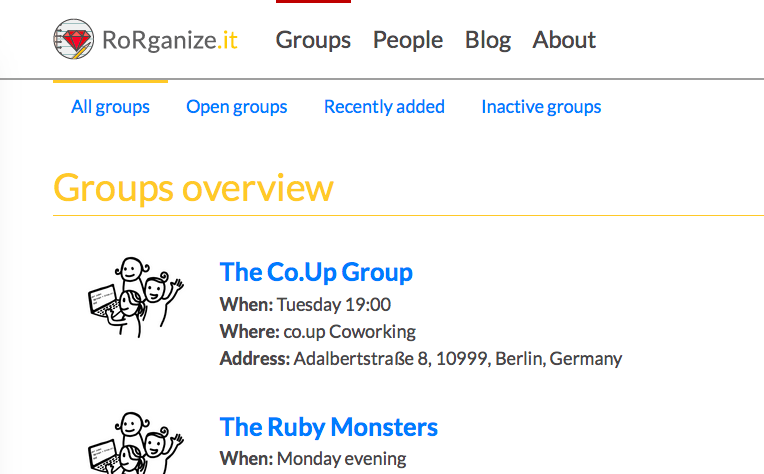 RoRganize.it Groups People Blog About
All groups Open groups Recently added Inactive groups
Groups overview
The Co.Up Group
When: Tuesday 19:00
Where: co.up Coworking
Address: Adalbertstraße 8, 10999, Berlin, Germany
The Ruby Monsters
When: Monday evening